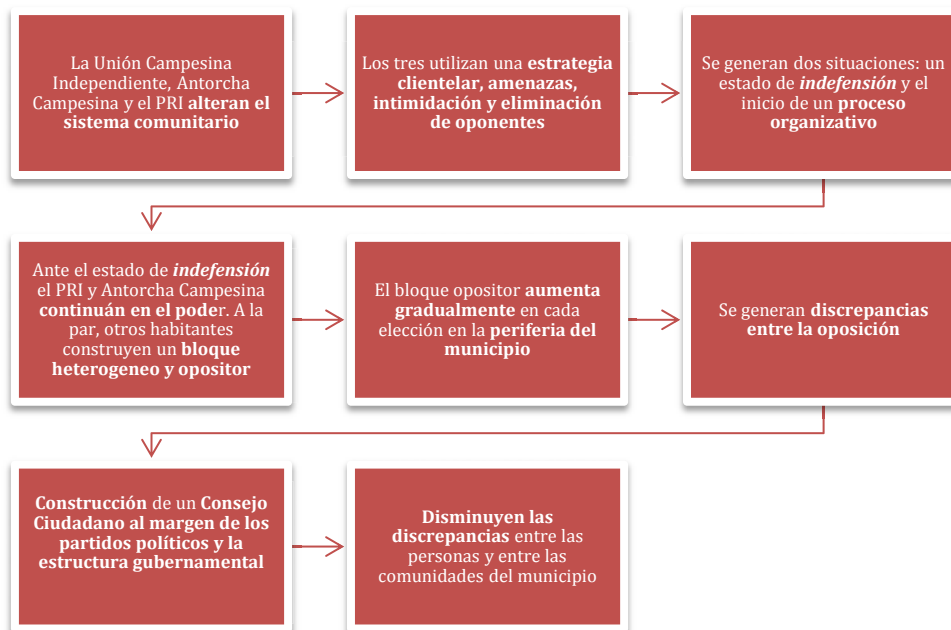 La Unión Campesina
Independiente, Antorcha
Campesina y el PRI alteran el
sistema comunitario
Los tres utilizan una estrategia
clientelar, amenazas,
intimidación y eliminación
de oponentes
Se generan dos situaciones: un
estado de indefensión y el
inicio de un proceso
organizativo
Ante el estado de indefensión
el PRI y Antorcha Campesina
continuán en el poder. A la
par, otros habitantes
construyen un bloque
heterogeneo y opositor
El bloque opositor aumenta
gradualmente en cada
elección en la periferia del
municipio
Se generan discrepancias
entre la oposición
Construcción de un Consejo
Ciudadano al margen de los
partidos políticos y la
estructura gubernamental
Disminuyen las
discrepancias entre las
personas y entre las
comunidades del municipio